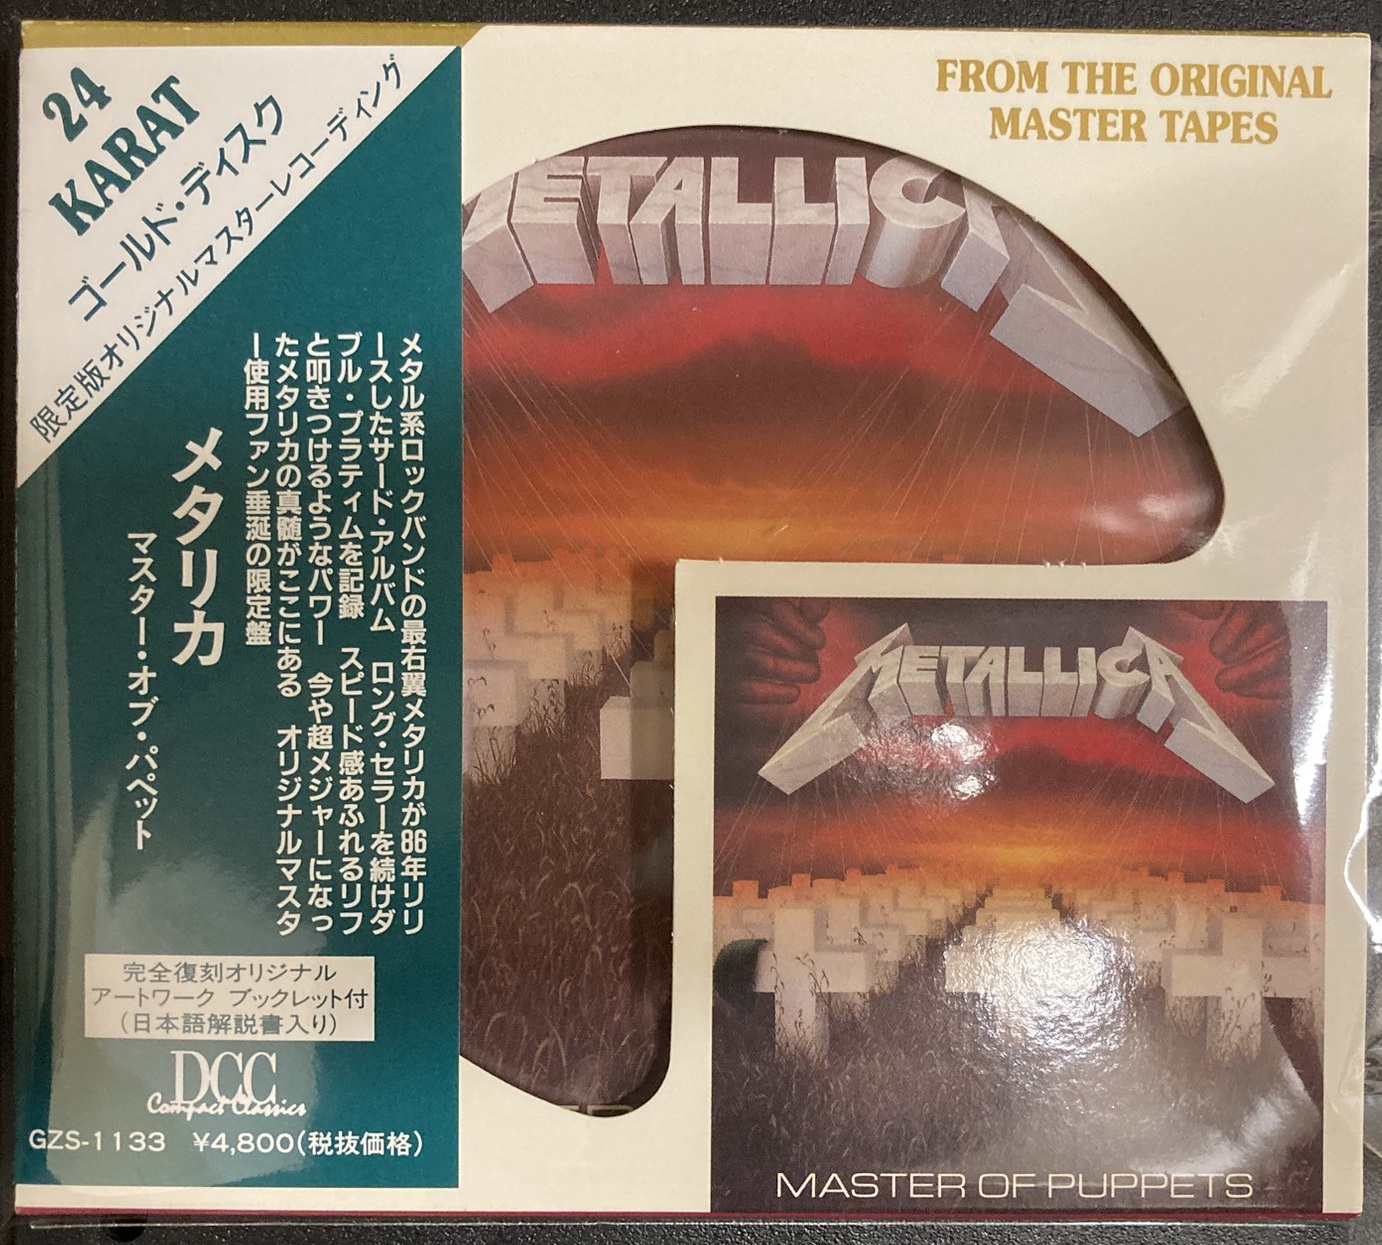 24
KARAT
ゴールド・ディスク
限定版オリジナルマスターレコーディング
メタル系ロックバンドの最右翼メタリカが86年リリ
ースしたサード・アルバム ロング・セラーを続けダ
ブル・プラティムを記録 スピード感あふれるリフ
と叩きつけるようなパワー 今や超メジャーになっ
たメタリカの真髄がここにある オリジナルマスタ
ー使用ファン垂涎の限定盤
メタリカ
マスター・オブ・パペット
完全復刻オリジナル
アートワーク ブックレット付
(日本語解説書入り)
DCC
Compact Classics
GZS-1133 ¥4,800(税抜価格)
FROM THE ORIGINAL
MASTER TAPES
METALLICA
METALLICA
MASTER OF PUPPETS